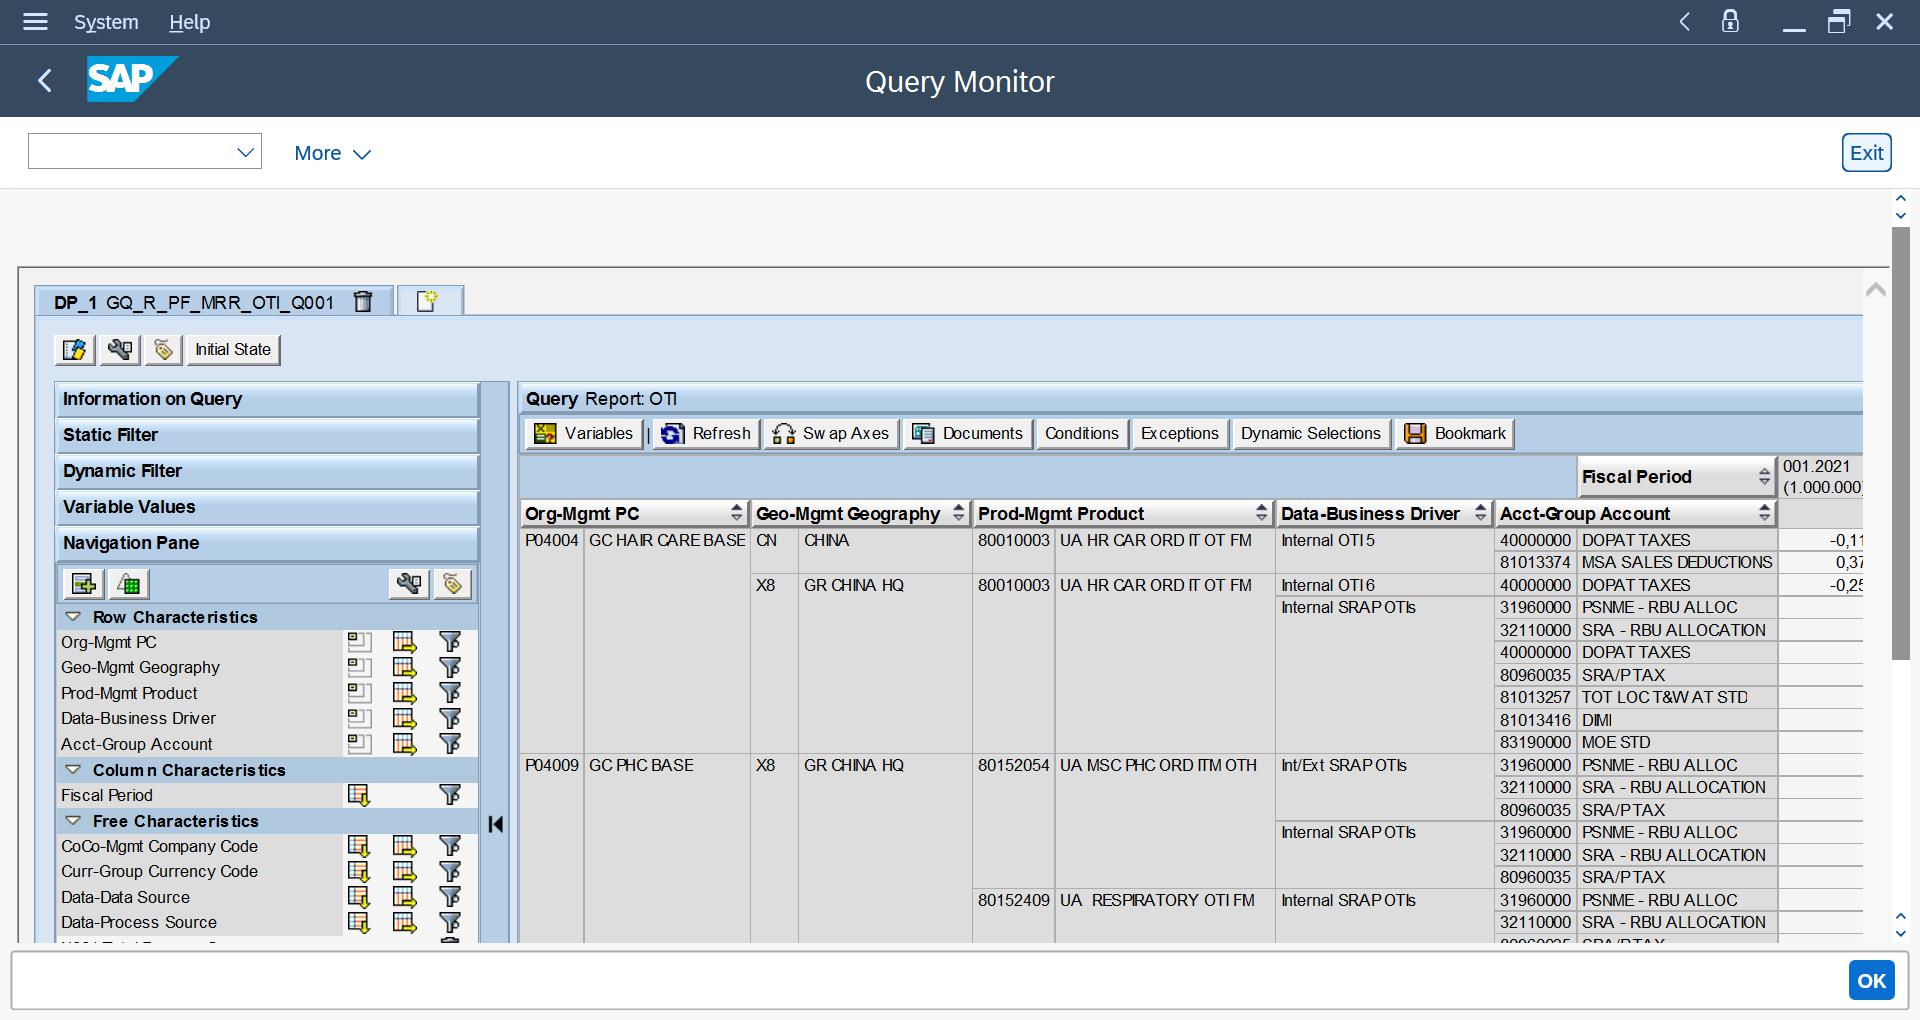 System Help
SAP Query Monitor
More Exit
DP_1 GQ_R_PF_MRR_OTI_Q001
Initial State
Information on Query
Static Filter
Dynamic Filter
Variable Values
Navigation Pane
Row Characteristics
Org-Mgmt PC
Geo-Mgmt Geography
Prod-Mgmt Product
Data-Business Driver
Acct-Group Account
Column Characteristics
Fiscal Period
Free Characteristics
CoCo-Mgmt Company Code
Curr-Group Currency Code
Data-Data Source
Data-Process Source
Query Report: OTI
Variables | Refresh Swap Axes Documents Conditions Exceptions Dynamic Selections Bookmark
Fiscal Period 001.2021
(1.000.000
Org-Mgmt PC Geo-Mgmt Geography Prod-Mgmt Product Data-Business Driver Acct-Group Account
P04004 GC HAIR CARE BASE CN CHINA 80010003 UA HR CAR ORD IT OT FM Internal OTI 5 40000000 DOPAT TAXES -0,11
81013374 MSA SALES DEDUCTIONS 0,37
X8 GR CHINA HQ 80010003 UA HR CAR ORD IT OT FM Internal OTI 6 40000000 DOPAT TAXES -0,25
Internal SRAP OTIs 31960000 PSNME - RBU ALLOC
32110000 SRA - RBU ALLOCATION
40000000 DOPAT TAXES
80960035 SRA/PTAX
81013257 TOT LOC T&W AT STD
81013416 DIMI
83190000 MOE STD
P04009 GC PHC BASE X8 GR CHINA HQ 80152054 UA MSC PHC ORD ITM OTH Int/Ext SRAP OTIs 31960000 PSNME - RBU ALLOC
32110000 SRA - RBU ALLOCATION
80960035 SRA/PTAX
Internal SRAP OTIs 31960000 PSNME - RBU ALLOC
32110000 SRA - RBU ALLOCATION
80960035 SRA/PTAX
80152409 UA RESPIRATORY OTI FM Internal SRAP OTIs 31960000 PSNME - RBU ALLOC
32110000 SRA - RBU ALLOCATION
OK